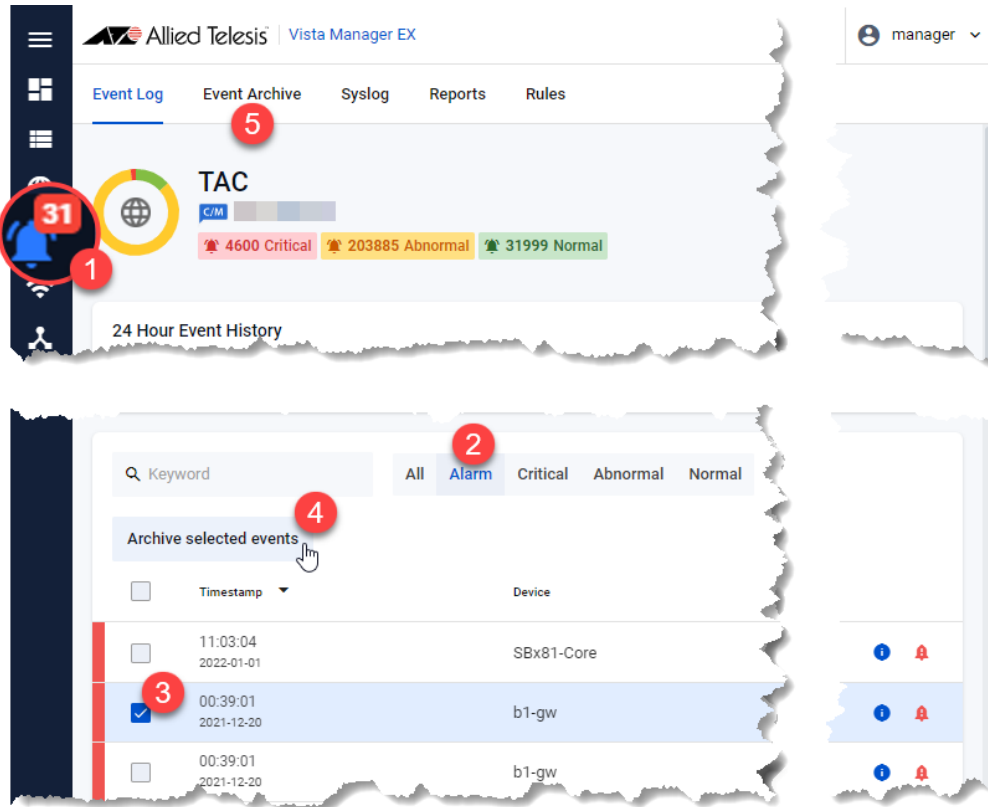 Allied Telesis Vista Manager EX
manager
Event Log Event Archive Syslog Reports Rules
5
31
1
TAC
C/M
4600 Critical 203885 Abnormal 31999 Normal
24 Hour Event History
2
Keyword
All Alarm Critical Abnormal Normal
4
Archive selected events
Timestamp Device
11:03:04
2022-01-01
SBx81-Core
3
00:39:01
2021-12-20
b1-gw
00:39:01
2021-12-20
b1-gw